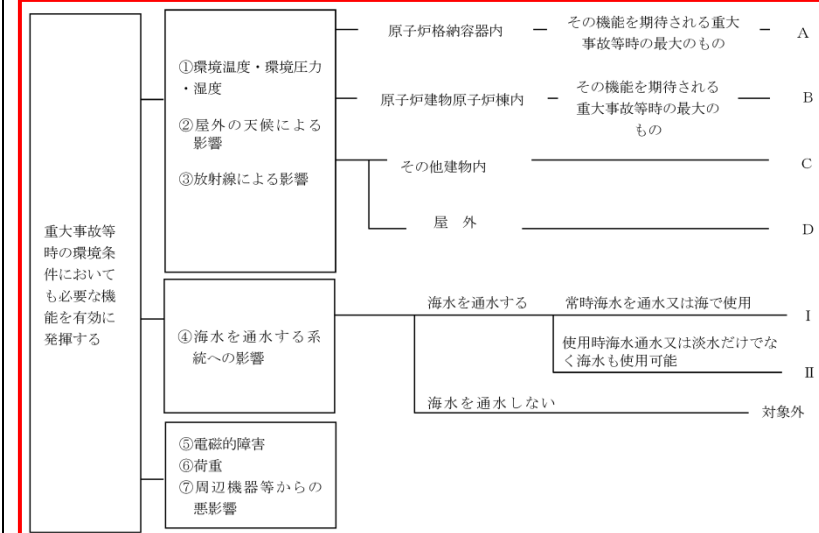 重大事故等
時の環境条
件において
も必要な機
能を有効に
発揮する
①環境温度・環境圧力
・湿度
②屋外の天候による
影響
③放射線による影響
原子炉格納容器内
その機能を期待される重大
事故等時の最大のもの
A
原子炉建物原子炉棟内
その機能を期待される
重大事故等時の最大の
もの
B
その他建物内
C
屋 外
D
④海水を通水する系
統への影響
海水を通水する
常時海水を通水又は海で使用
Ⅰ
使用時海水通水又は淡水だけでな
く海水も使用可能
Ⅱ
海水を通水しない
対象外
⑤電磁的障害
⑥荷重
⑦周辺機器等からの
悪影響